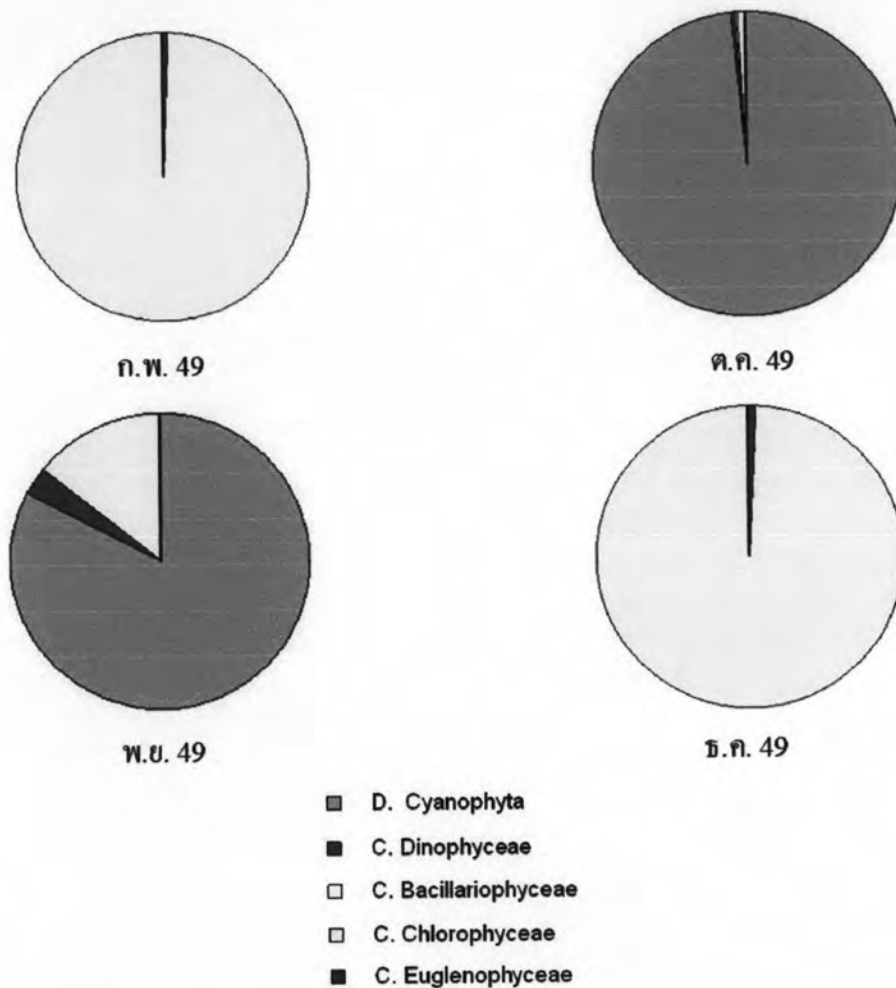 ก.พ. 49
ต.ค. 49
พ.ย. 49
ธ.ค. 49
D. Cyanophyta
C. Dinophyceae
C. Bacillariophyceae
C. Chlorophyceae
C. Euglenophyceae